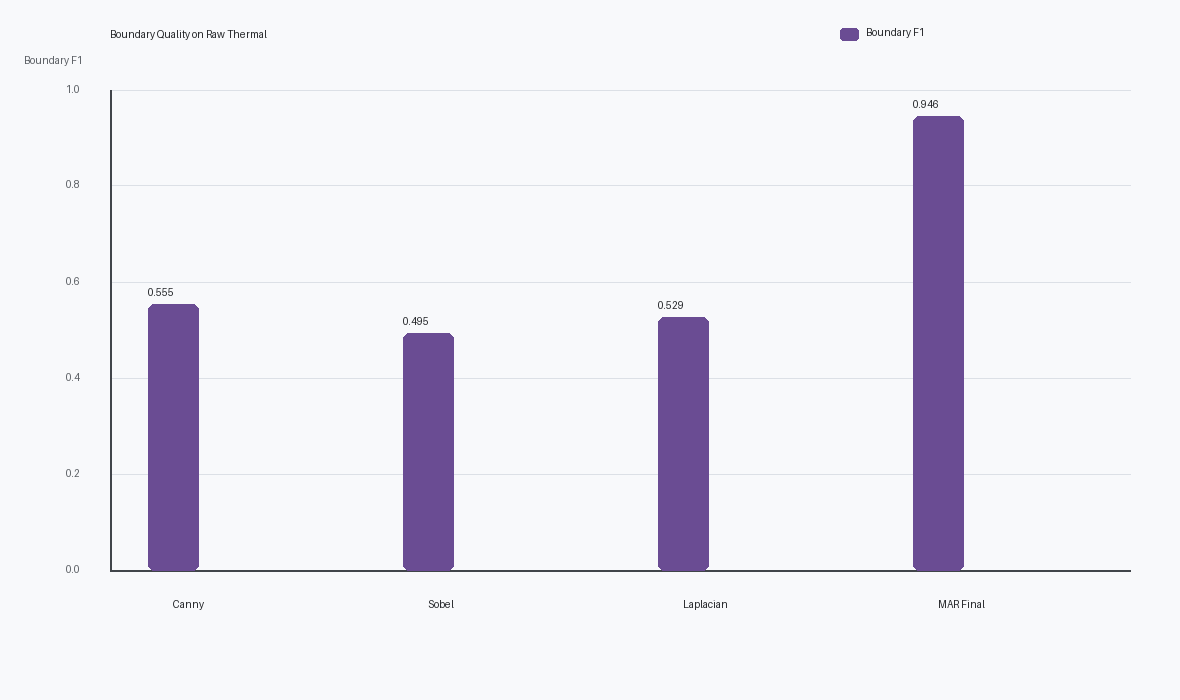 Boundary Quality on Raw Thermal
Boundary F1
Boundary F1
1.0
0.8
0.6
0.4
0.2
0.0
0.555
0.495
0.529
0.946
Canny
Sobel
Laplacian
MAR Final